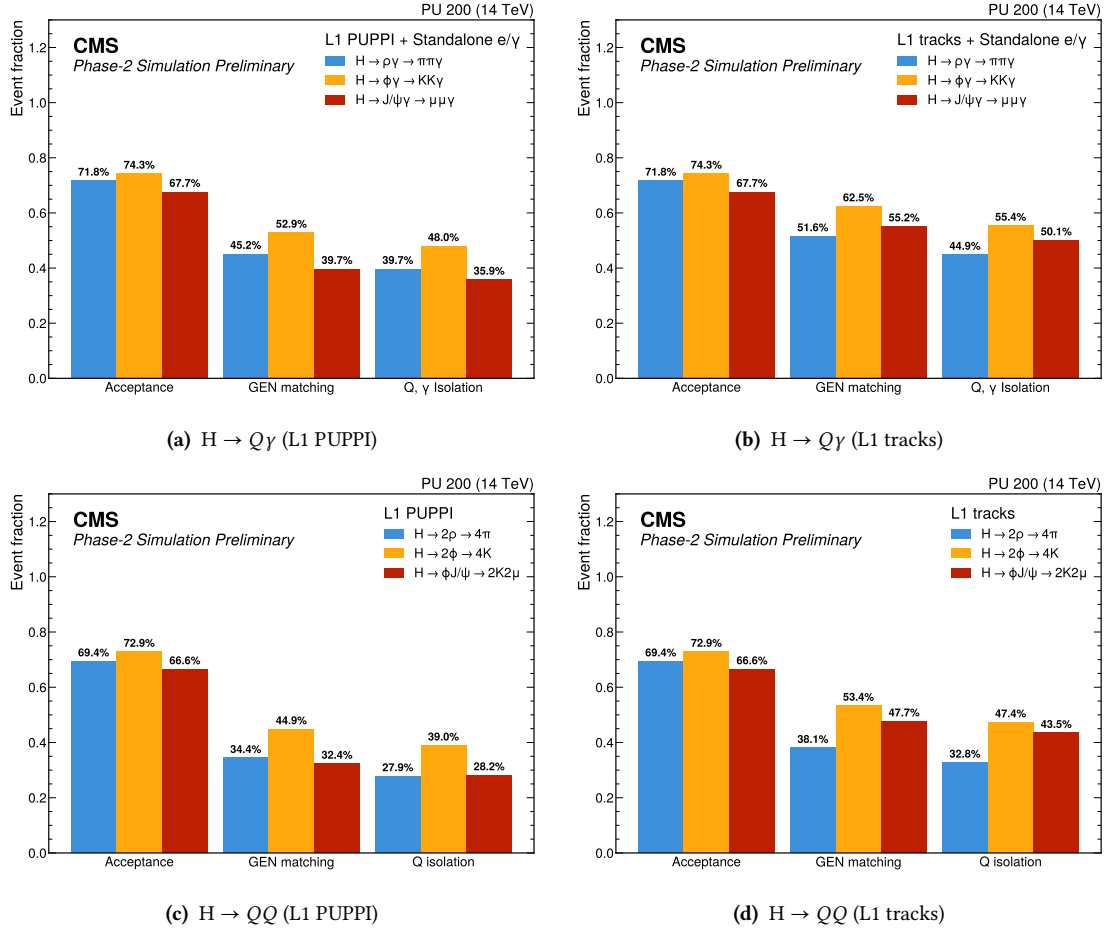 PU 200 (14 TeV)
Event fraction
CMS
Phase-2 Simulation Preliminary
L1 PUPPI + Standalone e/γ
H → ργ → ππγ
H → ϕγ → KKγ
H → J/ψγ → μμγ
1.2
1.0
0.8
0.6
0.4
0.2
0.0
71.8%
74.3%
67.7%
45.2%
52.9%
39.7%
39.7%
48.0%
35.9%
Acceptance
GEN matching
Q, γ Isolation
(a) H → Qγ (L1 PUPPI)
PU 200 (14 TeV)
Event fraction
CMS
Phase-2 Simulation Preliminary
L1 tracks + Standalone e/γ
H → ργ → ππγ
H → ϕγ → KKγ
H → J/ψγ → μμγ
1.2
1.0
0.8
0.6
0.4
0.2
0.0
71.8%
74.3%
67.7%
51.6%
62.5%
55.2%
44.9%
55.4%
50.1%
Acceptance
GEN matching
Q, γ Isolation
(b) H → Qγ (L1 tracks)
PU 200 (14 TeV)
Event fraction
CMS
Phase-2 Simulation Preliminary
L1 PUPPI
H → 2ρ → 4π
H → 2ϕ → 4K
H → ϕJ/ψ → 2K2μ
1.2
1.0
0.8
0.6
0.4
0.2
0.0
69.4%
72.9%
66.6%
34.4%
44.9%
32.4%
27.9%
39.0%
28.2%
Acceptance
GEN matching
Q isolation
(c) H → QQ (L1 PUPPI)
PU 200 (14 TeV)
Event fraction
CMS
Phase-2 Simulation Preliminary
L1 tracks
H → 2ρ → 4π
H → 2ϕ → 4K
H → ϕJ/ψ → 2K2μ
1.2
1.0
0.8
0.6
0.4
0.2
0.0
69.4%
72.9%
66.6%
38.1%
53.4%
47.7%
32.8%
47.4%
43.5%
Acceptance
GEN matching
Q isolation
(d) H → QQ (L1 tracks)